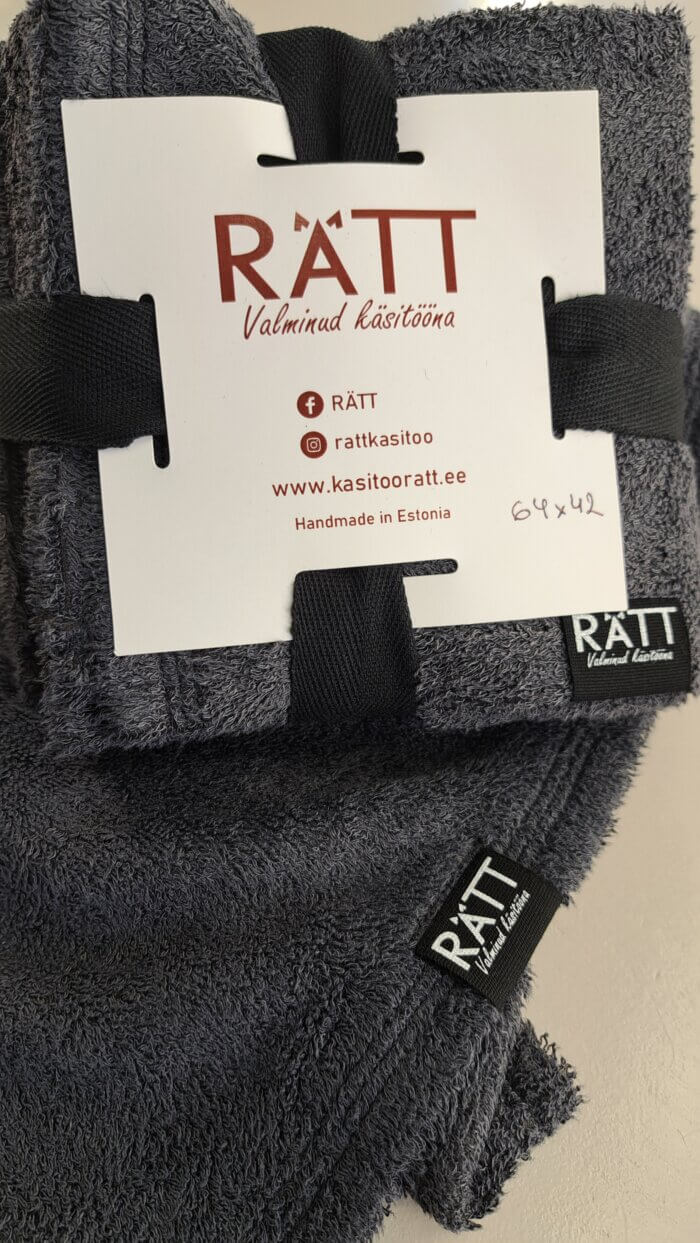 RÄTT
Valminud käsitööna
RÄTT
rattkasitoo
www.kasitooratt.ee
Handmade in Estonia
64x42
RÄTT
Valminud käsitööna
RÄTT
Valminud käsitööna